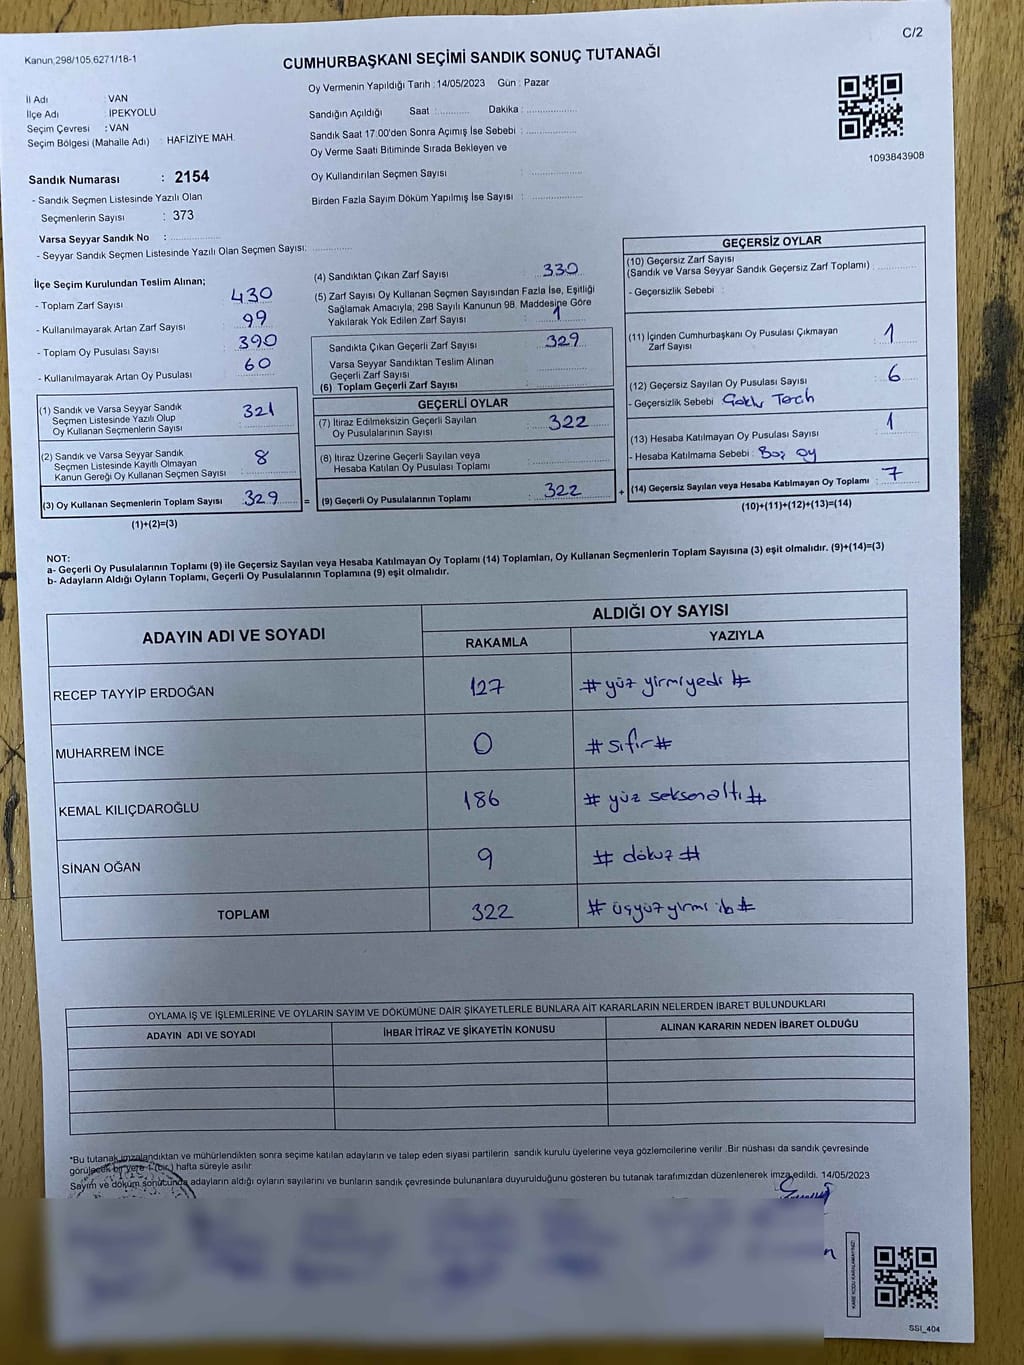 C/2
Kanun,298/105.6271/18-1
CUMHURBAŞKANI SEÇİMİ SANDIK SONUÇ TUTANAĞI
Oy Vermenin Yapıldığı Tarih : 14/05/2023 Gün : Pazar
İl Adı : VAN
İlçe Adı : İPEKYOLU
Seçim Çevresi : VAN
Seçim Bölgesi (Mahalle Adı) : HAFİZİYE MAH.
Sandığın Açıldığı Saat : Dakika :
Sandık Saat 17:00'den Sonra Açımış İse Sebebi :
Oy Verme Saati Bitiminde Sırada Bekleyen ve
Oy Kullandırılan Seçmen Sayısı :
Birden Fazla Sayım Döküm Yapılmış İse Sayısı :
1093843908
Sandık Numarası : 2154
- Sandık Seçmen Listesinde Yazılı Olan
Seçmenlerin Sayısı : 373
Varsa Seyyar Sandık No :
- Seyyar Sandık Seçmen Listesinde Yazılı Olan Seçmen Sayısı:
İlçe Seçim Kurulundan Teslim Alınan;
- Toplam Zarf Sayısı : 430
- Kullanılmayarak Artan Zarf Sayısı : 99
- Toplam Oy Pusulası Sayısı : 390
- Kullanılmayarak Artan Oy Pusulası : 60
(1) Sandık ve Varsa Seyyar Sandık
Seçmen Listesinde Yazılı Olup
Oy Kullanan Seçmenlerin Sayısı : 321
(2) Sandık ve Varsa Seyyar Sandık
Seçmen Listesinde Kayıtlı Olmayan
Kanun Gereği Oy Kullanan Seçmen Sayısı : 8
(3) Oy Kullanan Seçmenlerin Toplam Sayısı : 329 =
(1)+(2)=(3)
(4) Sandıktan Çıkan Zarf Sayısı : 330
(5) Zarf Sayısı Oy Kullanan Seçmen Sayısından Fazla İse, Eşitliği
Sağlamak Amacıyla, 298 Sayılı Kanunun 98. Maddesine Göre
Yakılarak Yok Edilen Zarf Sayısı : 1
Sandıkta Çıkan Geçerli Zarf Sayısı : 329
Varsa Seyyar Sandıktan Teslim Alınan
Geçerli Zarf Sayısı :
(6) Toplam Geçerli Zarf Sayısı :
GEÇERLİ OYLAR
(7) İtiraz Edilmeksizin Geçerli Sayılan
Oy Pusulalarının Sayısı : 322
(8) İtiraz Üzerine Geçerli Sayılan veya
Hesaba Katılan Oy Pusulası Toplamı :
(9) Geçerli Oy Pusulalarının Toplamı : 322 +
GEÇERSİZ OYLAR
(10) Geçersiz Zarf Sayısı
(Sandık ve Varsa Seyyar Sandık Geçersiz Zarf Toplamı) :
- Geçersizlik Sebebi :
(11) İçinden Cumhurbaşkanı Oy Pusulası Çıkmayan
Zarf Sayısı : 1
(12) Geçersiz Sayılan Oy Pusulası Sayısı : 6
- Geçersizlik Sebebi :
(13) Hesaba Katılmayan Oy Pusulası Sayısı : 1
- Hesaba Katılmama Sebebi : Boş oy
(14) Geçersiz Sayılan veya Hesaba Katılmayan Oy Toplamı : 7
(10)+(11)+(12)+(13)=(14)
NOT:
a- Geçerli Oy Pusulalarının Toplamı (9) ile Geçersiz Sayılan veya Hesaba Katılmayan Oy Toplamı (14) Toplamları, Oy Kullanan Seçmenlerin Toplam Sayısına (3) eşit olmalıdır. (9)+(14)=(3)
b- Adayların Aldığı Oyların Toplamı, Geçerli Oy Pusulalarının Toplamına (9) eşit olmalıdır.
ADAYIN ADI VE SOYADI
ALDIĞI OY SAYISI
RAKAMLA YAZIYLA
RECEP TAYYİP ERDOĞAN 127 # yüz yirmiyedi #
MUHARREM İNCE 0 # sıfır #
KEMAL KILIÇDAROĞLU 186 # yüz seksenaltı #
SİNAN OĞAN 9 # dokuz #
TOPLAM 322 # üçyüzyirmi #
OYLAMA İŞ VE İŞLEMLERİNE VE OYLARIN SAYIM VE DÖKÜMÜNE DAİR ŞİKAYETLERLE BUNLARA AİT KARARLARIN NELERDEN İBARET BULUNDUKLARI
ADAYIN ADI VE SOYADI İHBAR İTİRAZ VE ŞİKAYETİN KONUSU ALINAN KARARIN NEDEN İBARET OLDUĞU
*Bu tutanak imzalandıktan ve mühürlendikten sonra seçime katılan adayların ve talep eden siyasi partilerin sandık kurulu üyelerine veya gözlemcilerine verilir. Bir nüshası da sandık çevresinde
görülecek bir yere 1 (bir) hafta süreyle asılır
Sayım ve döküm sonucunda adayların aldığı oyların sayılarını ve bunların sandık çevresinde bulunanlara duyurulduğunu gösteren bu tutanak tarafımızdan düzenlenerek imza edildi. 14/05/2023
KARE KODU KARALAMAYINIZ!
SSI_404